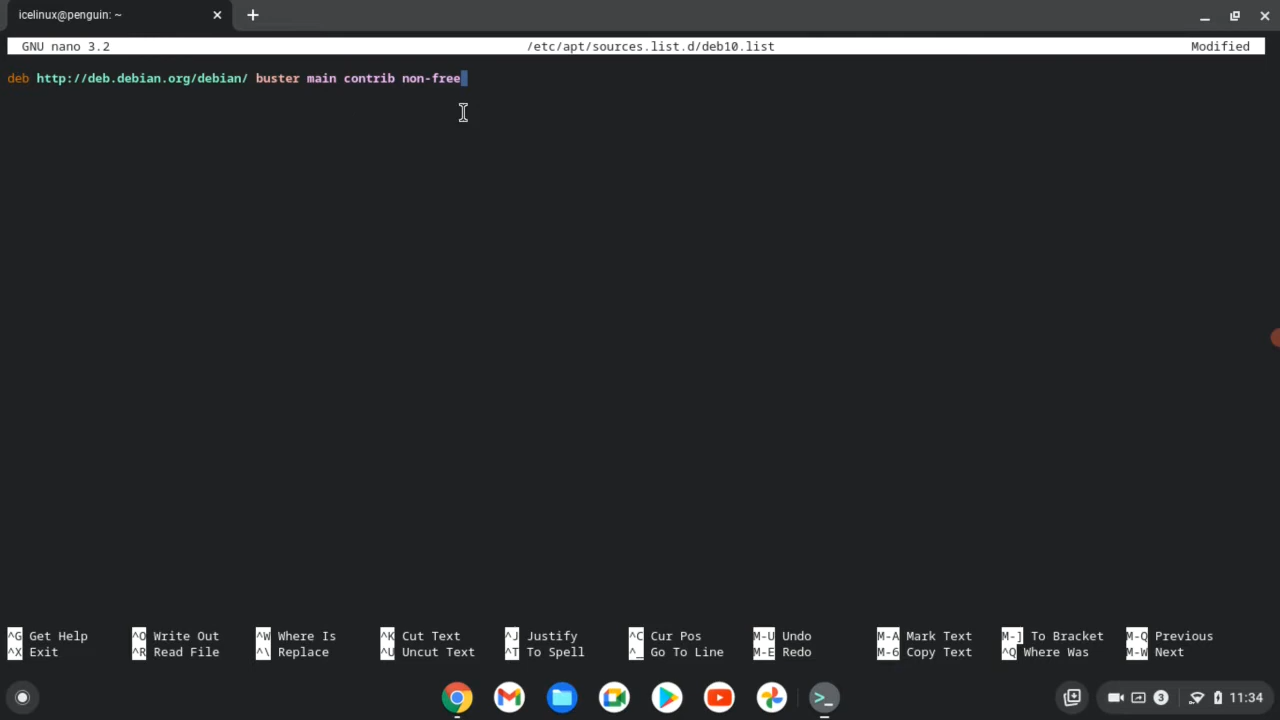 icelinux@penguin: ~
GNU nano 3.2 /etc/apt/sources.list.d/deb10.list Modified
deb http://deb.debian.org/debian/ buster main contrib non-free
^G Get Help ^O Write Out ^W Where Is ^K Cut Text ^J Justify ^C Cur Pos M-U Undo M-A Mark Text M-] To Bracket M-Q Previous
^X Exit ^R Read File ^\ Replace ^U Uncut Text ^T To Spell ^_ Go To Line M-E Redo M-6 Copy Text ^Q Where Was M-W Next
3 11:34